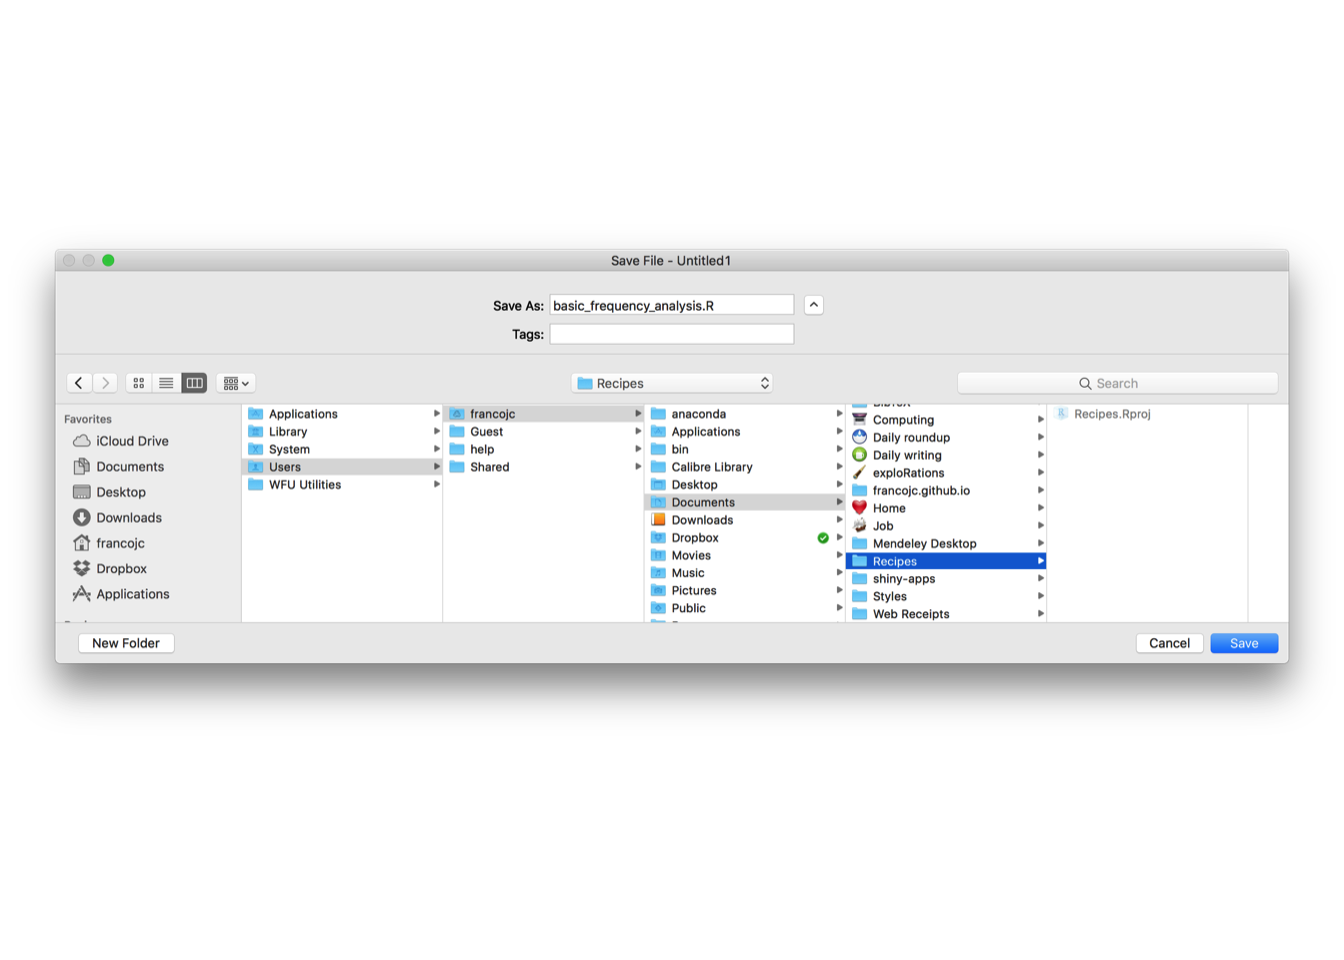 Save File - Untitled1
Save As: basic_frequency_analysis.R
Tags:
Recipes
Search
Favorites
iCloud Drive
Documents
Desktop
Downloads
francojc
Dropbox
Applications
Applications
Library
System
Users
WFU Utilities
francojc
Guest
help
Shared
anaconda
Applications
bin
Calibre Library
Desktop
Documents
Downloads
Dropbox
Movies
Music
Pictures
Public
Computing
Daily roundup
Daily writing
exploRations
francojc.github.io
Home
Job
Mendeley Desktop
Recipes
shiny-apps
Styles
Web Receipts
Recipes.Rproj
New Folder
Cancel
Save